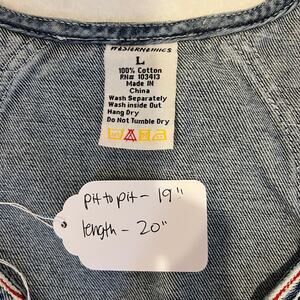 WESTERNETHICS
L
100% Cotton
RN# 103413
Made IN
China
Wash Separately
Wash inside Out
Hang Dry
Do Not Tumble Dry
pit to pit - 19"
length - 20"